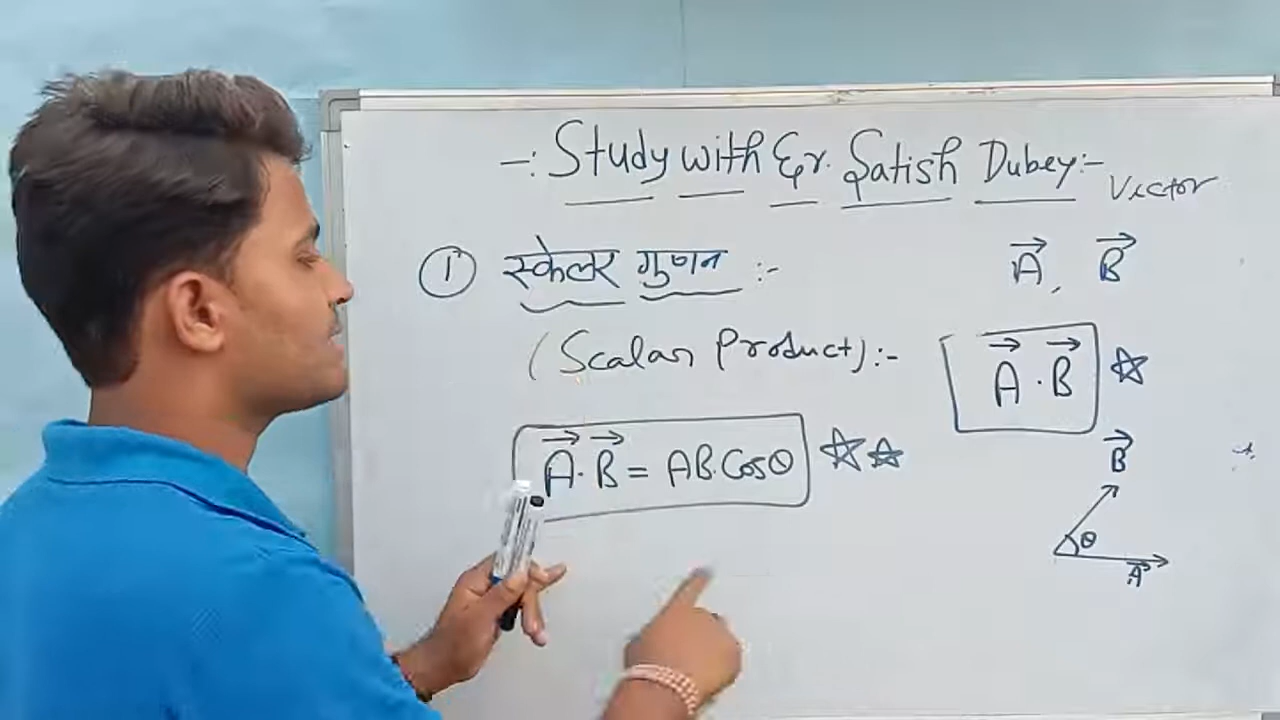 -: Study with Er. Satish Dubey:-
Vector
① स्केलर गुणन :-
A⃗, B⃗
(Scalar Product):-
A⃗ · B⃗ ☆
A⃗ · B⃗ = AB.Cosθ ☆☆
B⃗
θ
A⃗